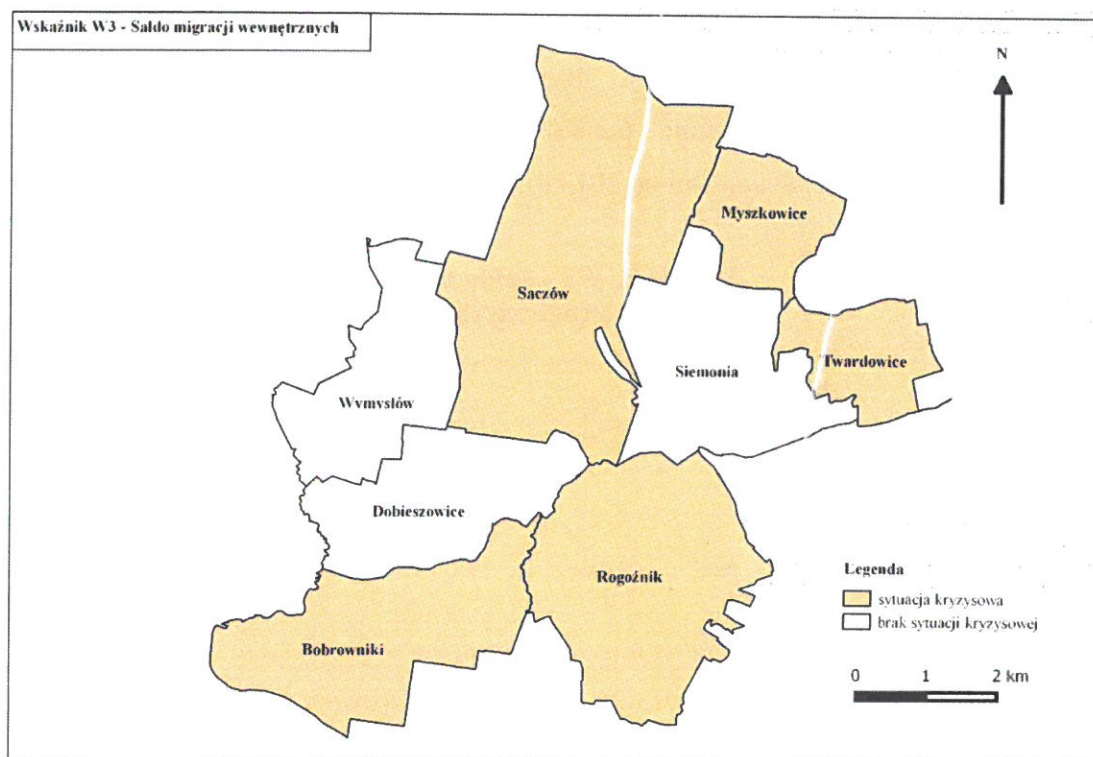 Wskaźnik W3 - Saldo migracji wewnętrznych
N
Myszkowice
Sączów
Siemonia
Twardowice
Wymysłów
Dobieszowice
Rogoźnik
Bobrowniki
Legenda
sytuacja kryzysowa
brak sytuacji kryzysowej
0 1 2 km